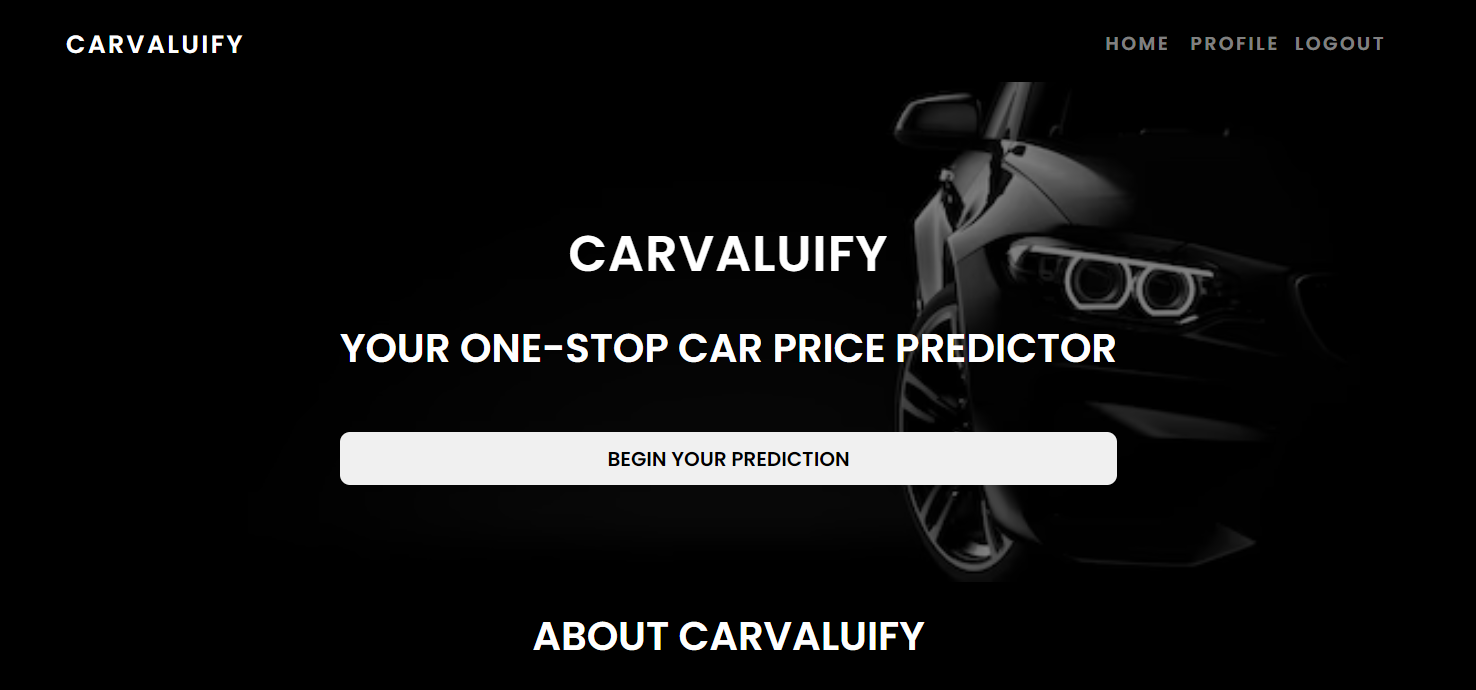 CARVALUIFY
HOME PROFILE LOGOUT
CARVALUIFY
YOUR ONE-STOP CAR PRICE PREDICTOR
BEGIN YOUR PREDICTION
ABOUT CARVALUIFY